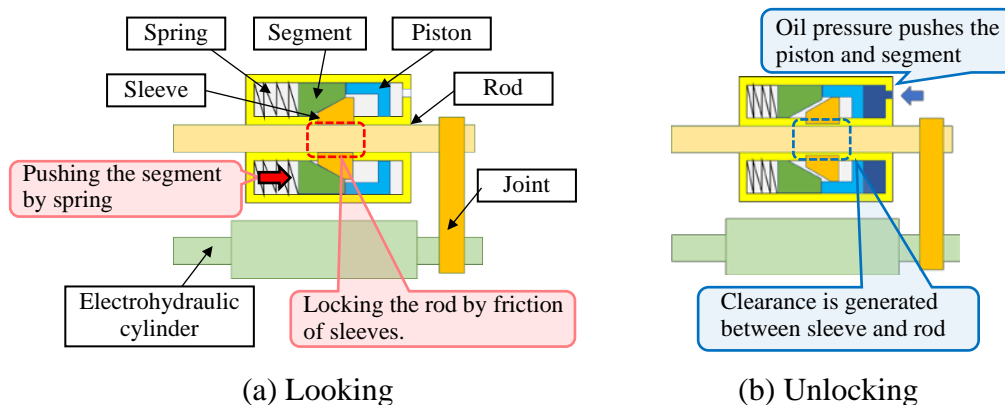 Spring
Segment
Piston
Sleeve
Rod
Pushing the segment
by spring
Joint
Electrohydraulic
cylinder
Locking the rod by friction
of sleeves.
(a) Looking
Oil pressure pushes the
piston and segment
Clearance is generated
between sleeve and rod
(b) Unlocking